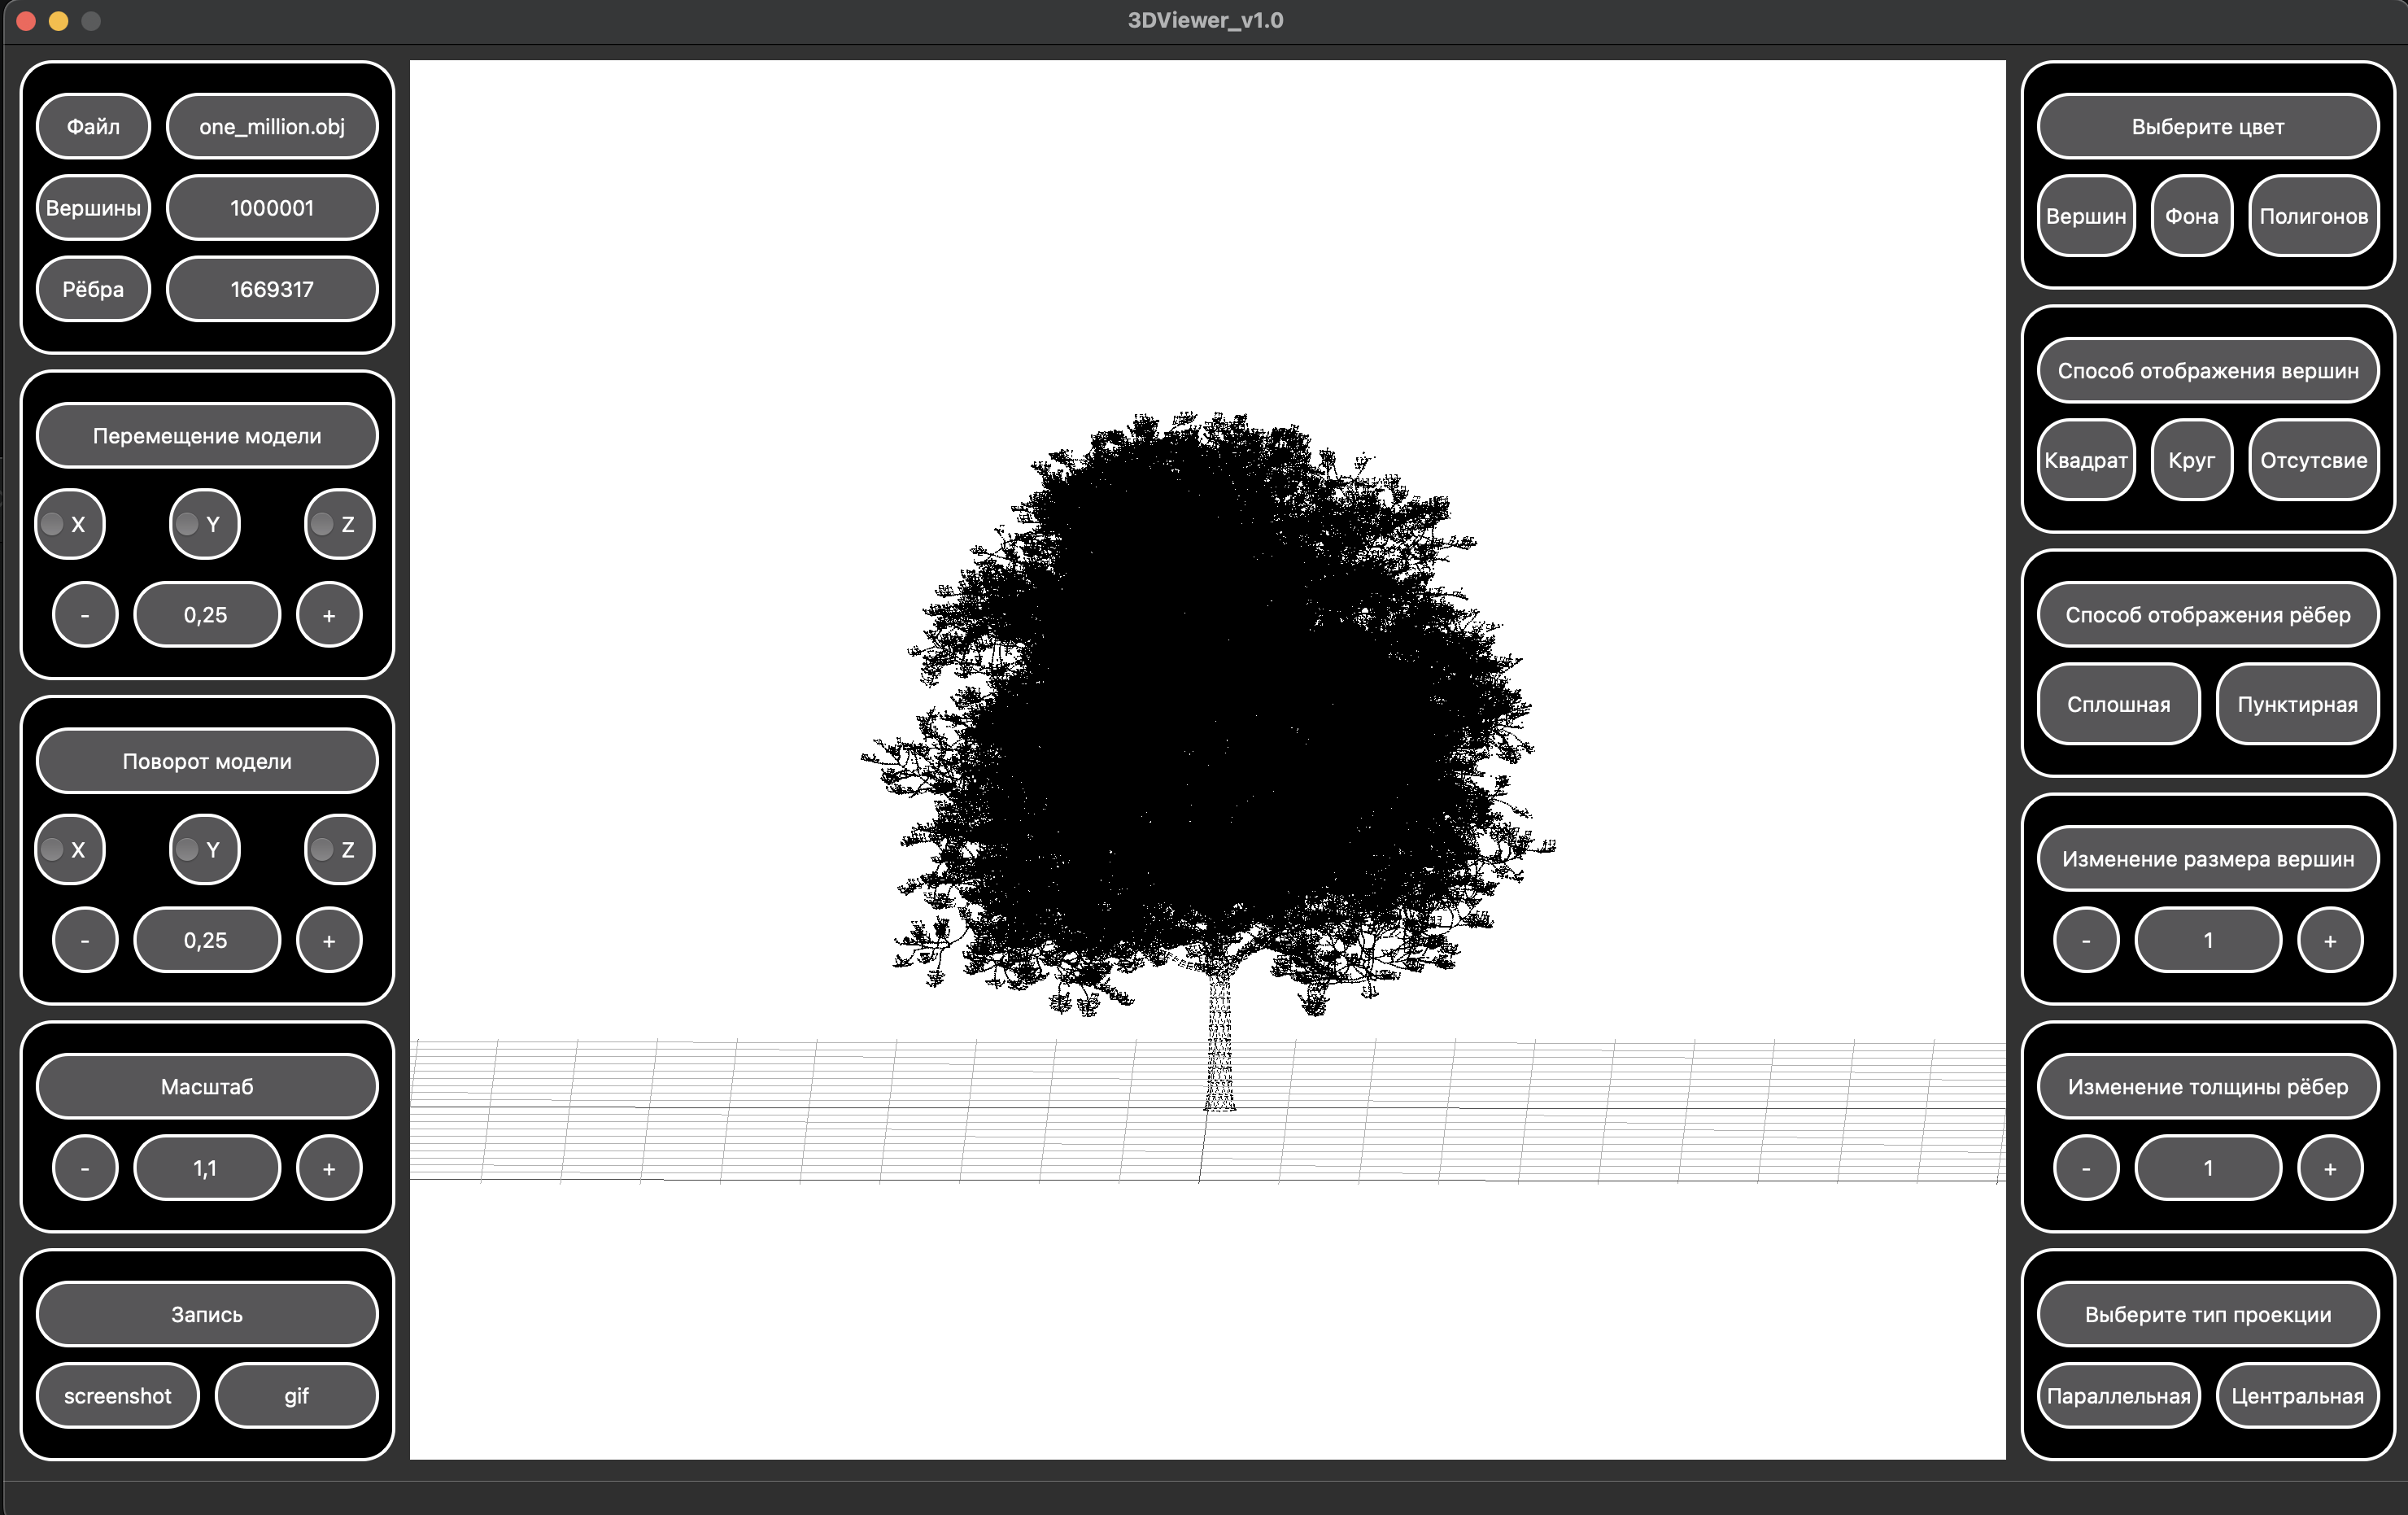 3DViewer_v1.0
Файл
one_million.obj
Вершины
1000001
Рёбра
1669317
Перемещение модели
X Y Z
- 0,25 +
Поворот модели
X Y Z
- 0,25 +
Масштаб
- 1,1 +
Запись
screenshot gif
Выберите цвет
Вершин Фона Полигонов
Способ отображения вершин
Квадрат Круг Отсутсвие
Способ отображения рёбер
Сплошная Пунктирная
Изменение размера вершин
- 1 +
Изменение толщины рёбер
- 1 +
Выберите тип проекции
Параллельная Центральная